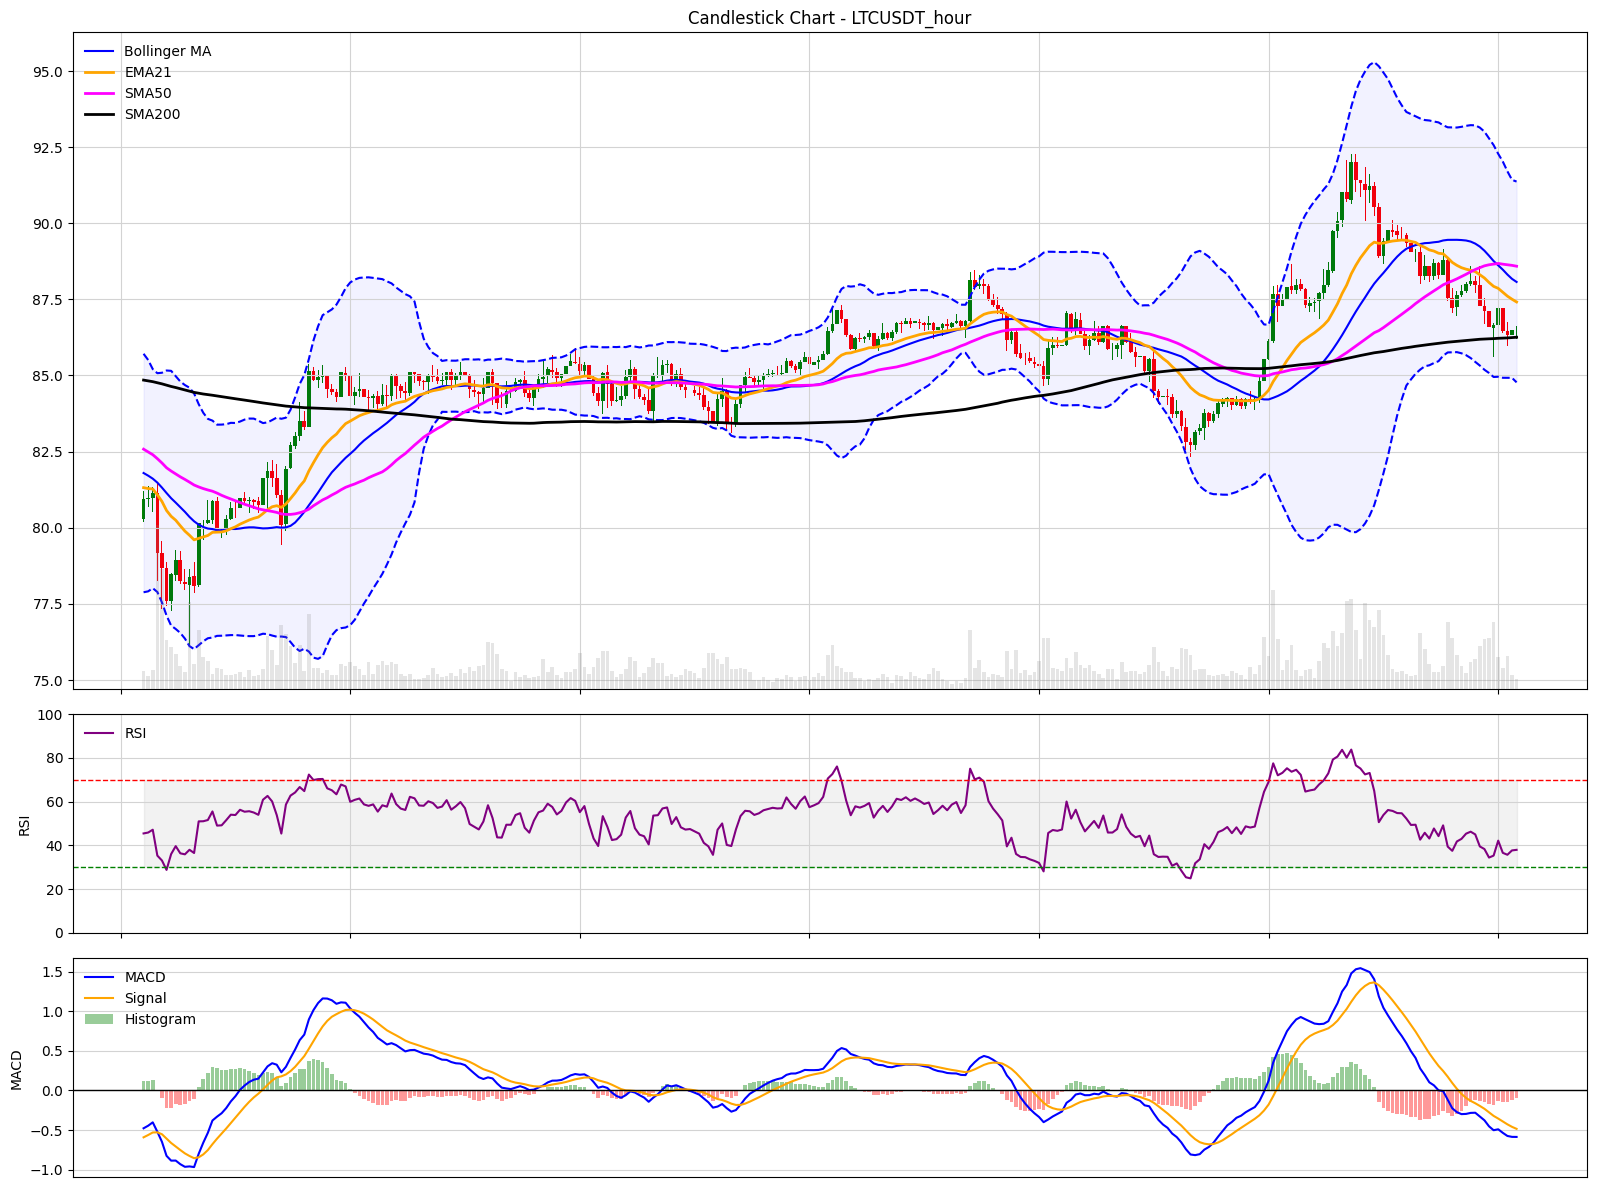 Candlestick Chart - LTCUSDT_hour
Bollinger MA
EMA21
SMA50
SMA200
95.0
92.5
90.0
87.5
85.0
82.5
80.0
77.5
75.0
RSI
100
80
60
40
20
0
RSI
MACD
Signal
Histogram
1.5
1.0
0.5
0.0
−0.5
−1.0
MACD